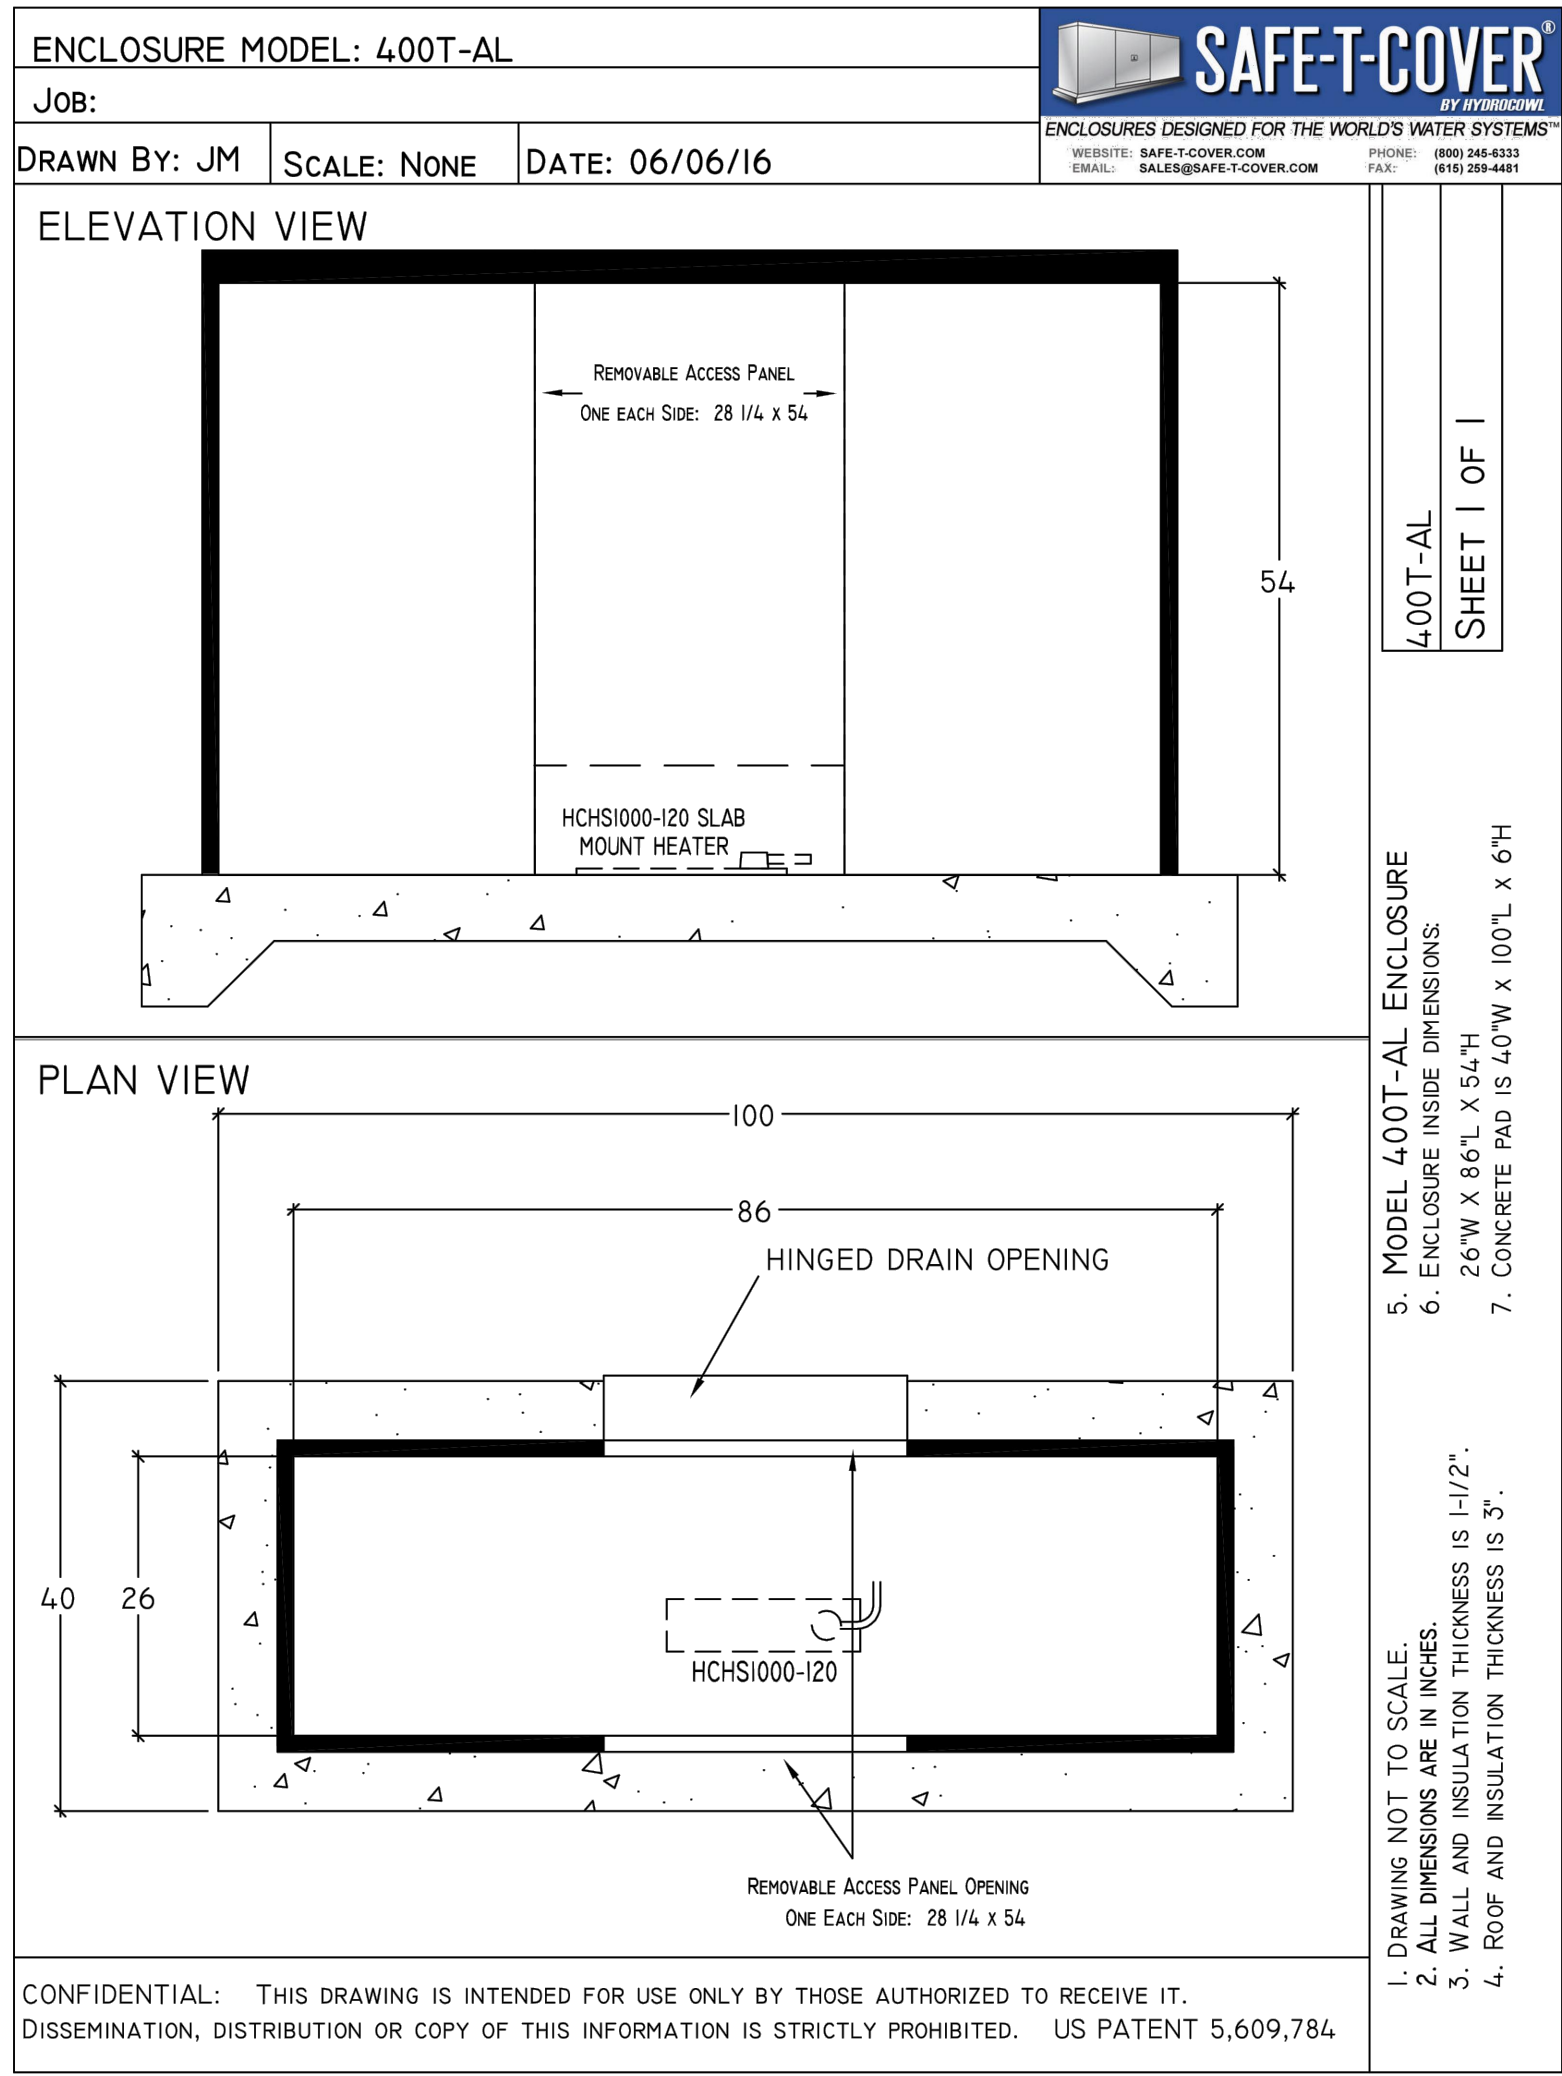 ENCLOSURE MODEL: 400T-AL
JOB:
DRAWN BY: JM
SCALE: NONE
DATE: 06/06/16
SAFE-T-COVER®
BY HYDROCOWL
ENCLOSURES DESIGNED FOR THE WORLD'S WATER SYSTEMS™
WEBSITE: SAFE-T-COVER.COM PHONE: (800) 245-6333
EMAIL: SALES@SAFE-T-COVER.COM FAX: (615) 259-4481
ELEVATION VIEW
REMOVABLE ACCESS PANEL
ONE EACH SIDE: 28 1/4 X 54
54
HCHS1000-120 SLAB
MOUNT HEATER
400T-AL
SHEET 1 OF 1
PLAN VIEW
100
86
HINGED DRAIN OPENING
40
26
HCHS1000-120
REMOVABLE ACCESS PANEL OPENING
ONE EACH SIDE: 28 1/4 X 54
1. DRAWING NOT TO SCALE.
2. ALL DIMENSIONS ARE IN INCHES.
3. WALL AND INSULATION THICKNESS IS 1-1/2".
4. ROOF AND INSULATION THICKNESS IS 3".
5. MODEL 400T-AL ENCLOSURE
6. ENCLOSURE INSIDE DIMENSIONS:
26"W X 86"L X 54"H
7. CONCRETE PAD IS 40"W X 100"L X 6"H
CONFIDENTIAL: THIS DRAWING IS INTENDED FOR USE ONLY BY THOSE AUTHORIZED TO RECEIVE IT.
DISSEMINATION, DISTRIBUTION OR COPY OF THIS INFORMATION IS STRICTLY PROHIBITED. US PATENT 5,609,784